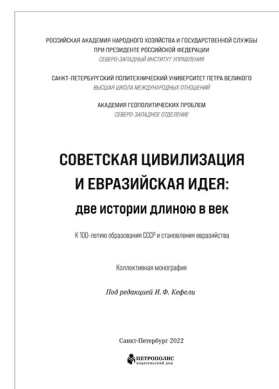 РОССИЙСКАЯ АКАДЕМИЯ НАРОДНОГО ХОЗЯЙСТВА И ГОСУДАРСТВЕННОЙ СЛУЖБЫ
ПРИ ПРЕЗИДЕНТЕ РОССИЙСКОЙ ФЕДЕРАЦИИ
СЕВЕРО-ЗАПАДНЫЙ ИНСТИТУТ УПРАВЛЕНИЯ
САНКТ-ПЕТЕРБУРГСКИЙ ПОЛИТЕХНИЧЕСКИЙ УНИВЕРСИТЕТ ПЕТРА ВЕЛИКОГО
ВЫСШАЯ ШКОЛА МЕЖДУНАРОДНЫХ ОТНОШЕНИЙ
АКАДЕМИЯ ГЕОПОЛИТИЧЕСКИХ ПРОБЛЕМ
СЕВЕРО-ЗАПАДНОЕ ОТДЕЛЕНИЕ
СОВЕТСКАЯ ЦИВИЛИЗАЦИЯ
И ЕВРАЗИЙСКАЯ ИДЕЯ:
две истории длиною в век
К 100-летию образования СССР и становления евразийства
Коллективная монография
Под редакцией И. Ф. Кефели
Санкт-Петербург 2022
ПЕТРОПОЛИС
издательский дом